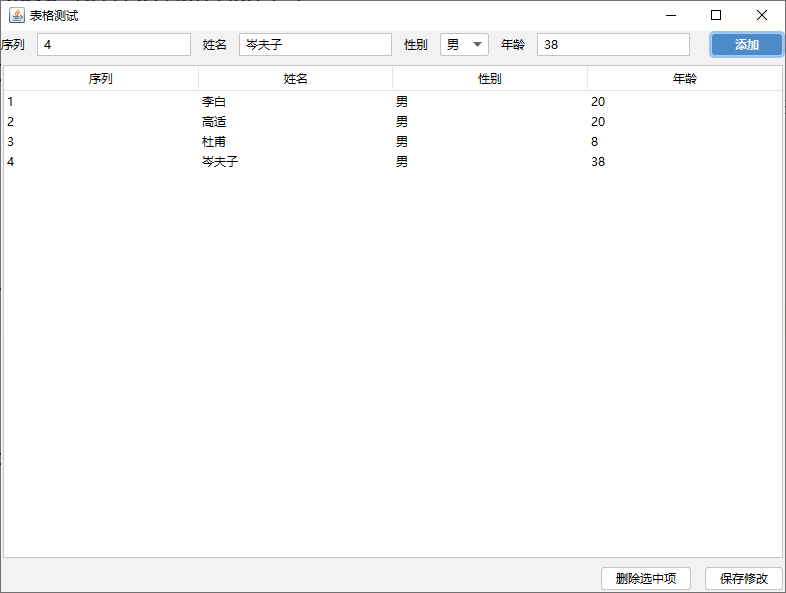 表格测试
序列 4 姓名 岑夫子 性别 男 年龄 38 添加
序列 姓名 性别 年龄
1 李白 男 20
2 高适 男 20
3 杜甫 男 8
4 岑夫子 男 38
删除选中项 保存修改